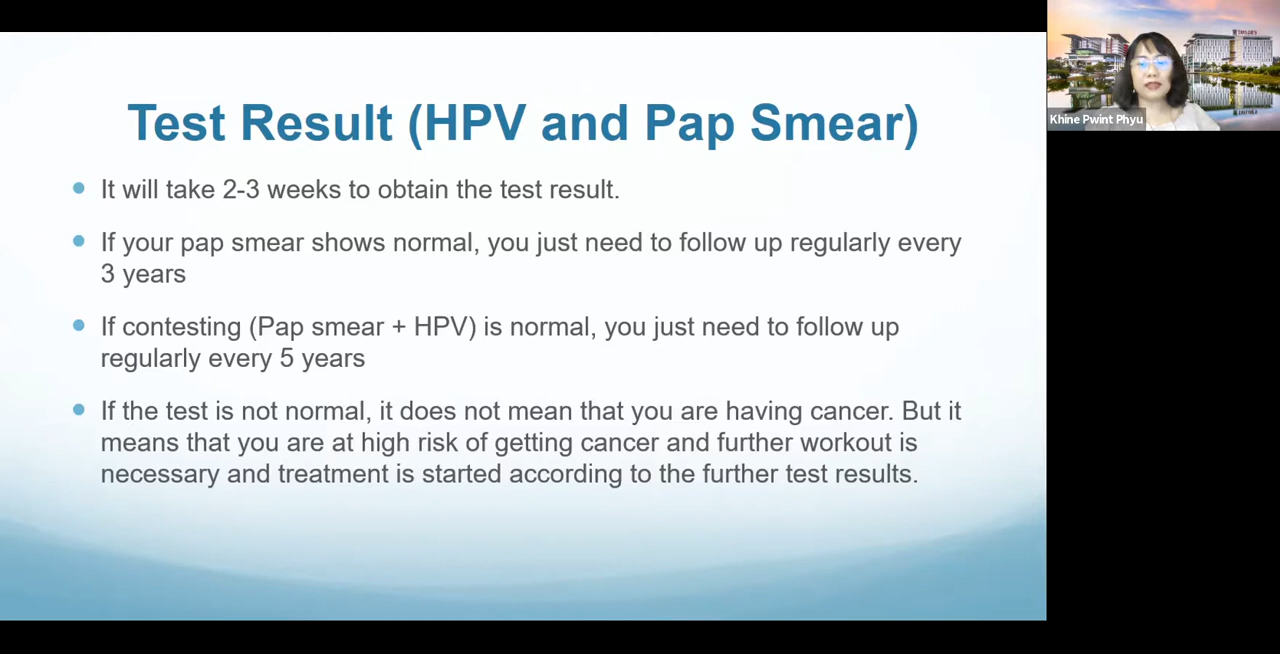 Test Result (HPV and Pap Smear)
It will take 2-3 weeks to obtain the test result.
If your pap smear shows normal, you just need to follow up regularly every
3 years
If contesting (Pap smear + HPV) is normal, you just need to follow up
regularly every 5 years
If the test is not normal, it does not mean that you are having cancer. But it
means that you are at high risk of getting cancer and further workout is
necessary and treatment is started according to the further test results.
Khine Pwint Phyu